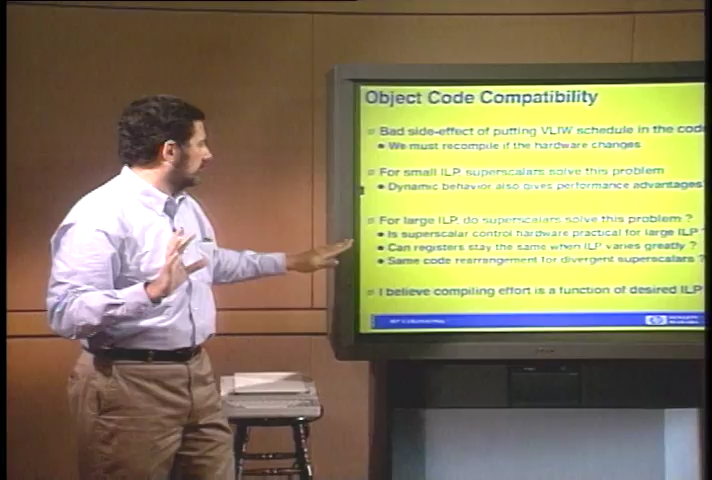 Object Code Compatibility
Bad side-effect of putting VLIW schedule in the code
We must recompile if the hardware changes
For small ILP, superscalars solve this problem
Dynamic behavior also gives performance advantages
For large ILP, do superscalars solve this problem ?
Is superscalar control hardware practical for large ILP ?
Can registers stay the same when ILP varies greatly ?
Same code rearrangement for divergent superscalars ?
I believe compiling effort is a function of desired ILP
hp